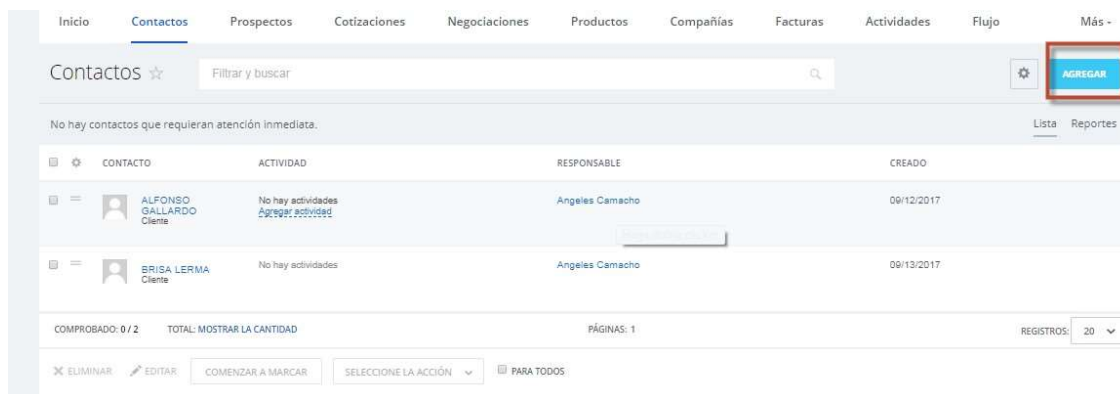 Inicio Contactos Prospectos Cotizaciones Negociaciones Productos Compañías Facturas Actividades Flujo Más -
Contactos Filtrar y buscar AGREGAR
No hay contactos que requieran atención inmediata. Lista Reportes
CONTACTO ACTIVIDAD RESPONSABLE CREADO
ALFONSO No hay actividades Angeles Camacho 09/12/2017
GALLARDO Agregar actividad
Cliente
BRISA LERMA No hay actividades Angeles Camacho 09/13/2017
Cliente
COMPROBADO: 0 / 2 TOTAL: MOSTRAR LA CANTIDAD PÁGINAS: 1 REGISTROS: 20
ELIMINAR EDITAR COMENZAR A MARCAR SELECCIONE LA ACCIÓN PARA TODOS